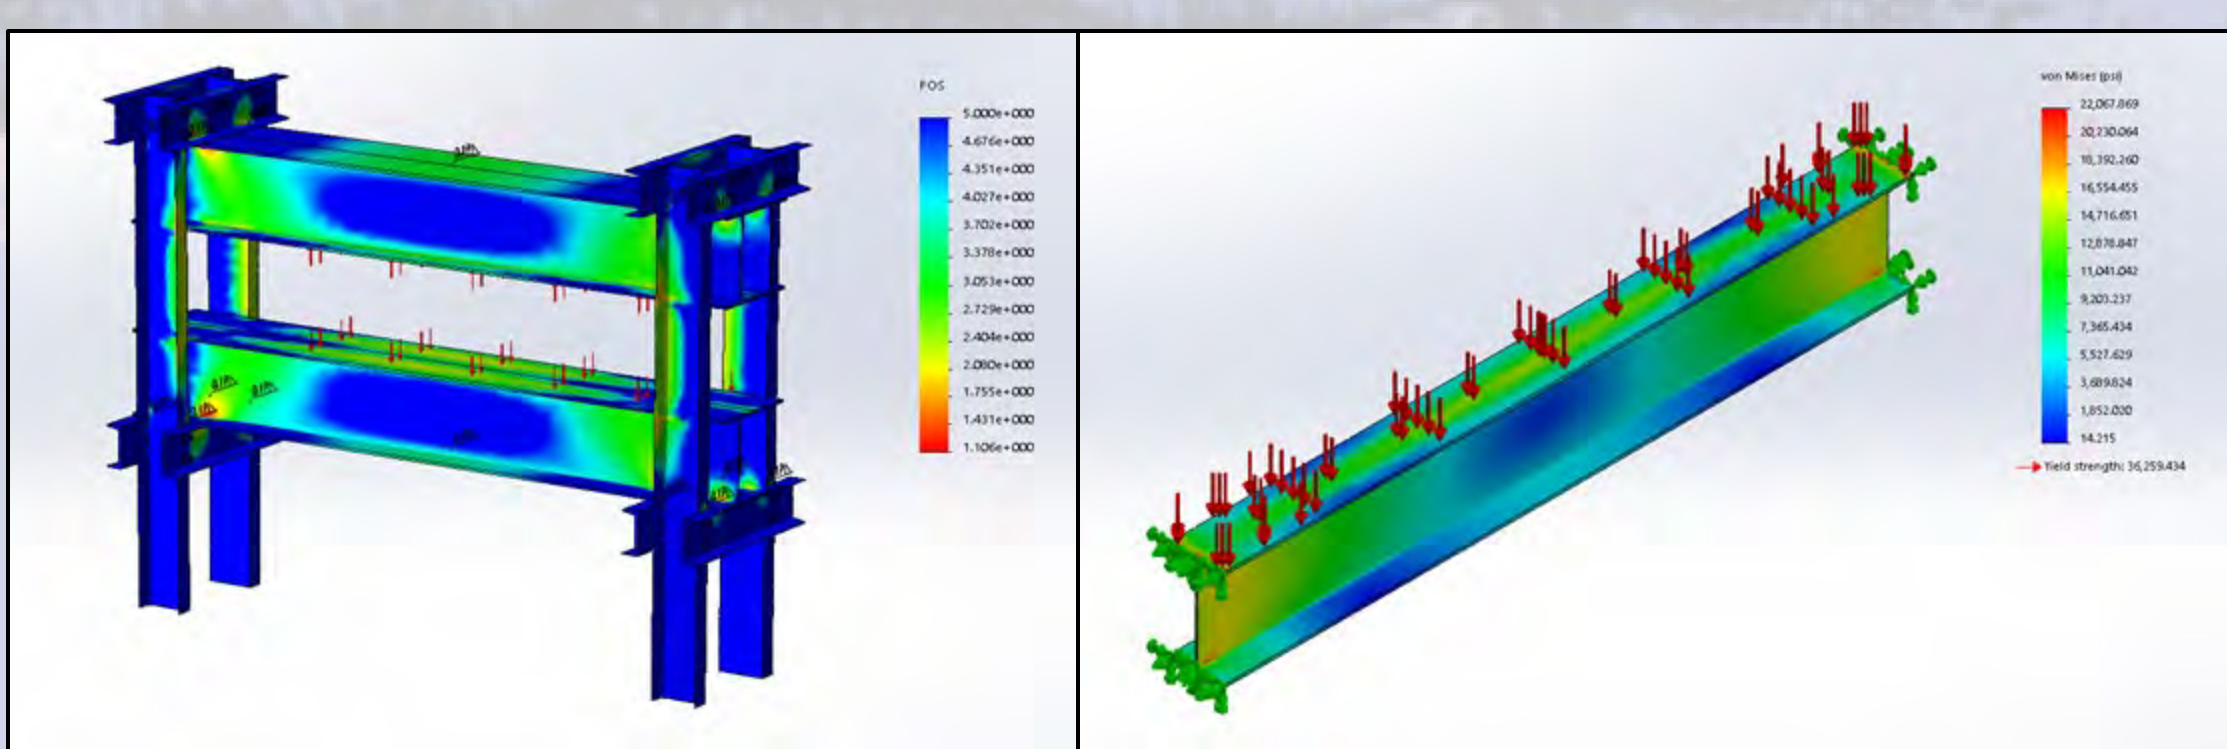 FOS
5.000e+000
4.676e+000
4.351e+000
4.027e+000
3.702e+000
3.378e+000
3.053e+000
2.729e+000
2.404e+000
2.080e+000
1.755e+000
1.431e+000
1.106e+000
von Mises (psi)
22,067.869
20,230.064
18,392.260
16,554.455
14,716.651
12,878.847
11,041.042
9,203.237
7,365.434
5,527.629
3,689.824
1,852.020
14.215
Yield strength: 36,259.434